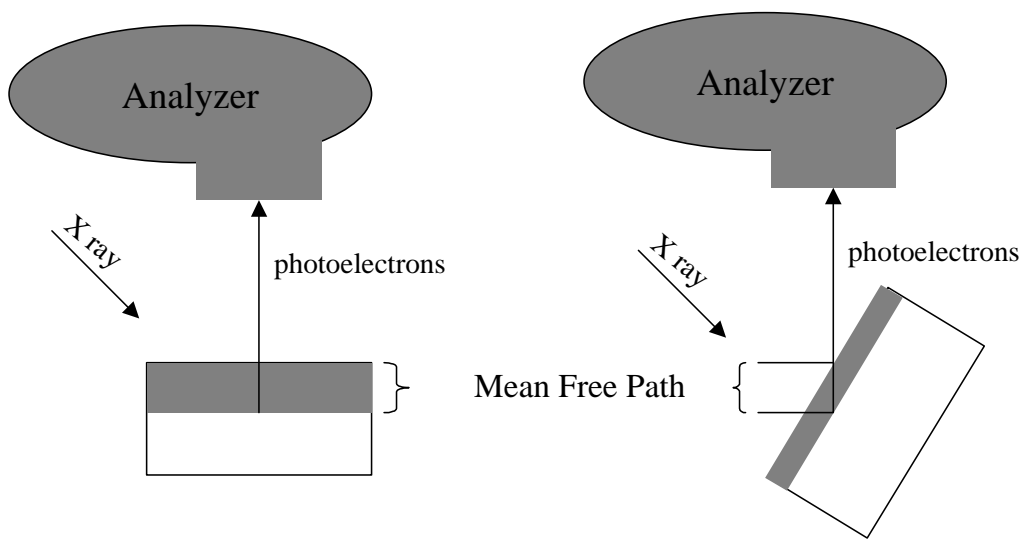 Analyzer
Analyzer
X ray
photoelectrons
X ray
photoelectrons
Mean Free Path